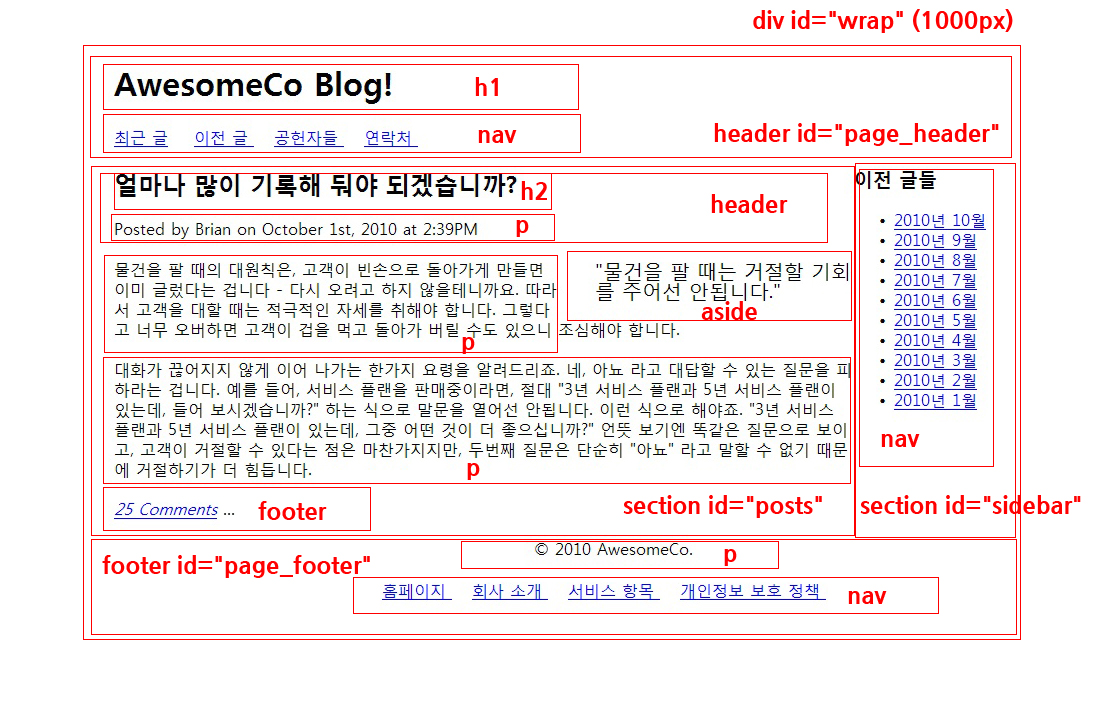 div id="wrap" (1000px)
AwesomeCo Blog!
h1
최근 글 이전 글 공헌자들 연락처
nav
header id="page_header"
얼마나 많이 기록해 둬야 되겠습니까?
h2
header
Posted by Brian on October 1st, 2010 at 2:39PM
p
물건을 팔 때의 대원칙은, 고객이 빈손으로 돌아가게 만들면
이미 글렀다는 겁니다 - 다시 오려고 하지 않을테니까요. 따라
서 고객을 대할 때는 적극적인 자세를 취해야 합니다. 그렇다
고 너무 오버하면 고객이 겁을 먹고 돌아가 버릴 수도 있으니 조심해야 합니다.
p
"물건을 팔 때는 거절할 기회
를 주어선 안됩니다."
aside
대화가 끊어지지 않게 이어 나가는 한가지 요령을 알려드리죠. 네, 아뇨 라고 대답할 수 있는 질문을 피
하라는 겁니다. 예를 들어, 서비스 플랜을 판매중이라면, 절대 "3년 서비스 플랜과 5년 서비스 플랜이
있는데, 들어 보시겠습니까?" 하는 식으로 말문을 열어선 안됩니다. 이런 식으로 해야죠. "3년 서비스
플랜과 5년 서비스 플랜이 있는데, 그중 어떤 것이 더 좋으십니까?" 언뜻 보기엔 똑같은 질문으로 보이
고, 고객이 거절할 수 있다는 점은 마찬가지지만, 두번째 질문은 단순히 "아뇨" 라고 말할 수 없기 때문
에 거절하기가 더 힘듭니다.
p
25 Comments ...
footer
section id="posts"
이전 글들
2010년 10월
2010년 9월
2010년 8월
2010년 7월
2010년 6월
2010년 5월
2010년 4월
2010년 3월
2010년 2월
2010년 1월
nav
section id="sidebar"
footer id="page_footer"
© 2010 AwesomeCo.
p
홈페이지 회사 소개 서비스 항목 개인정보 보호 정책
nav